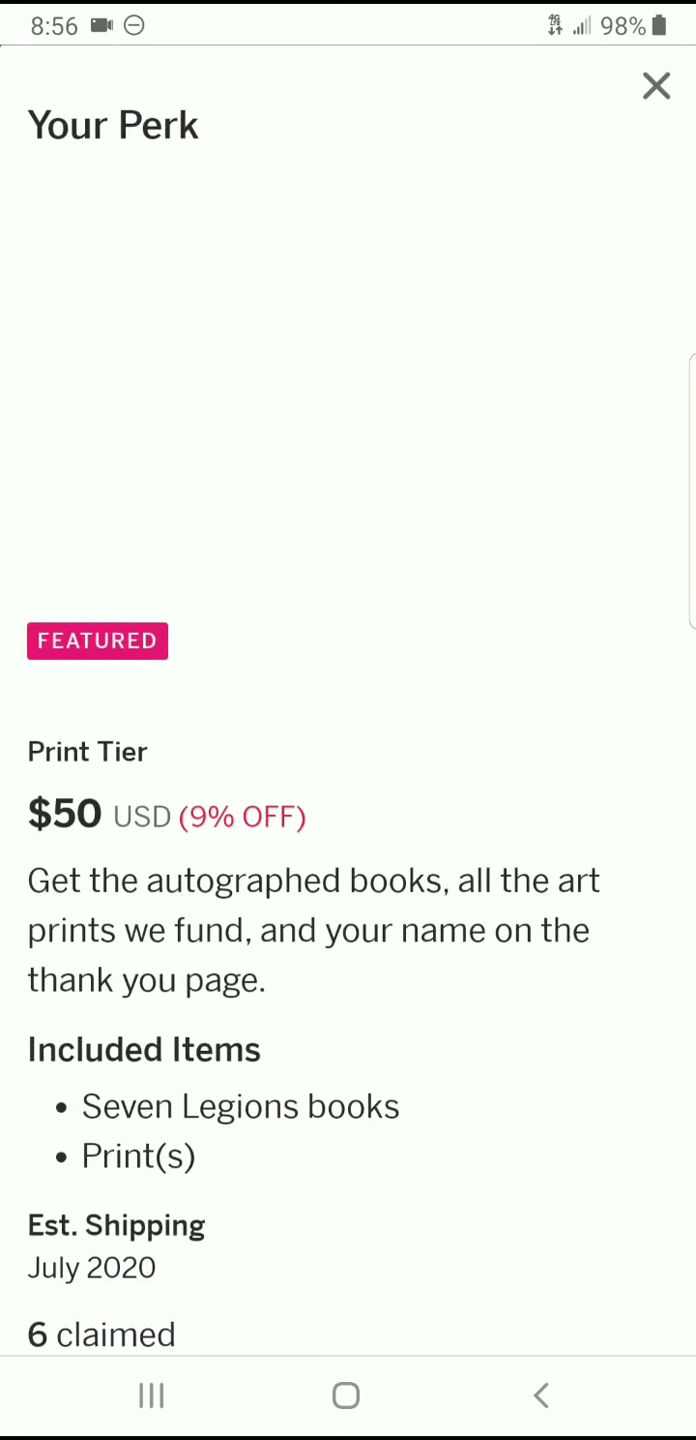 8:56 98%
Your Perk
FEATURED
Print Tier
$50 USD (9% OFF)
Get the autographed books, all the art
prints we fund, and your name on the
thank you page.
Included Items
• Seven Legions books
• Print(s)
Est. Shipping
July 2020
6 claimed